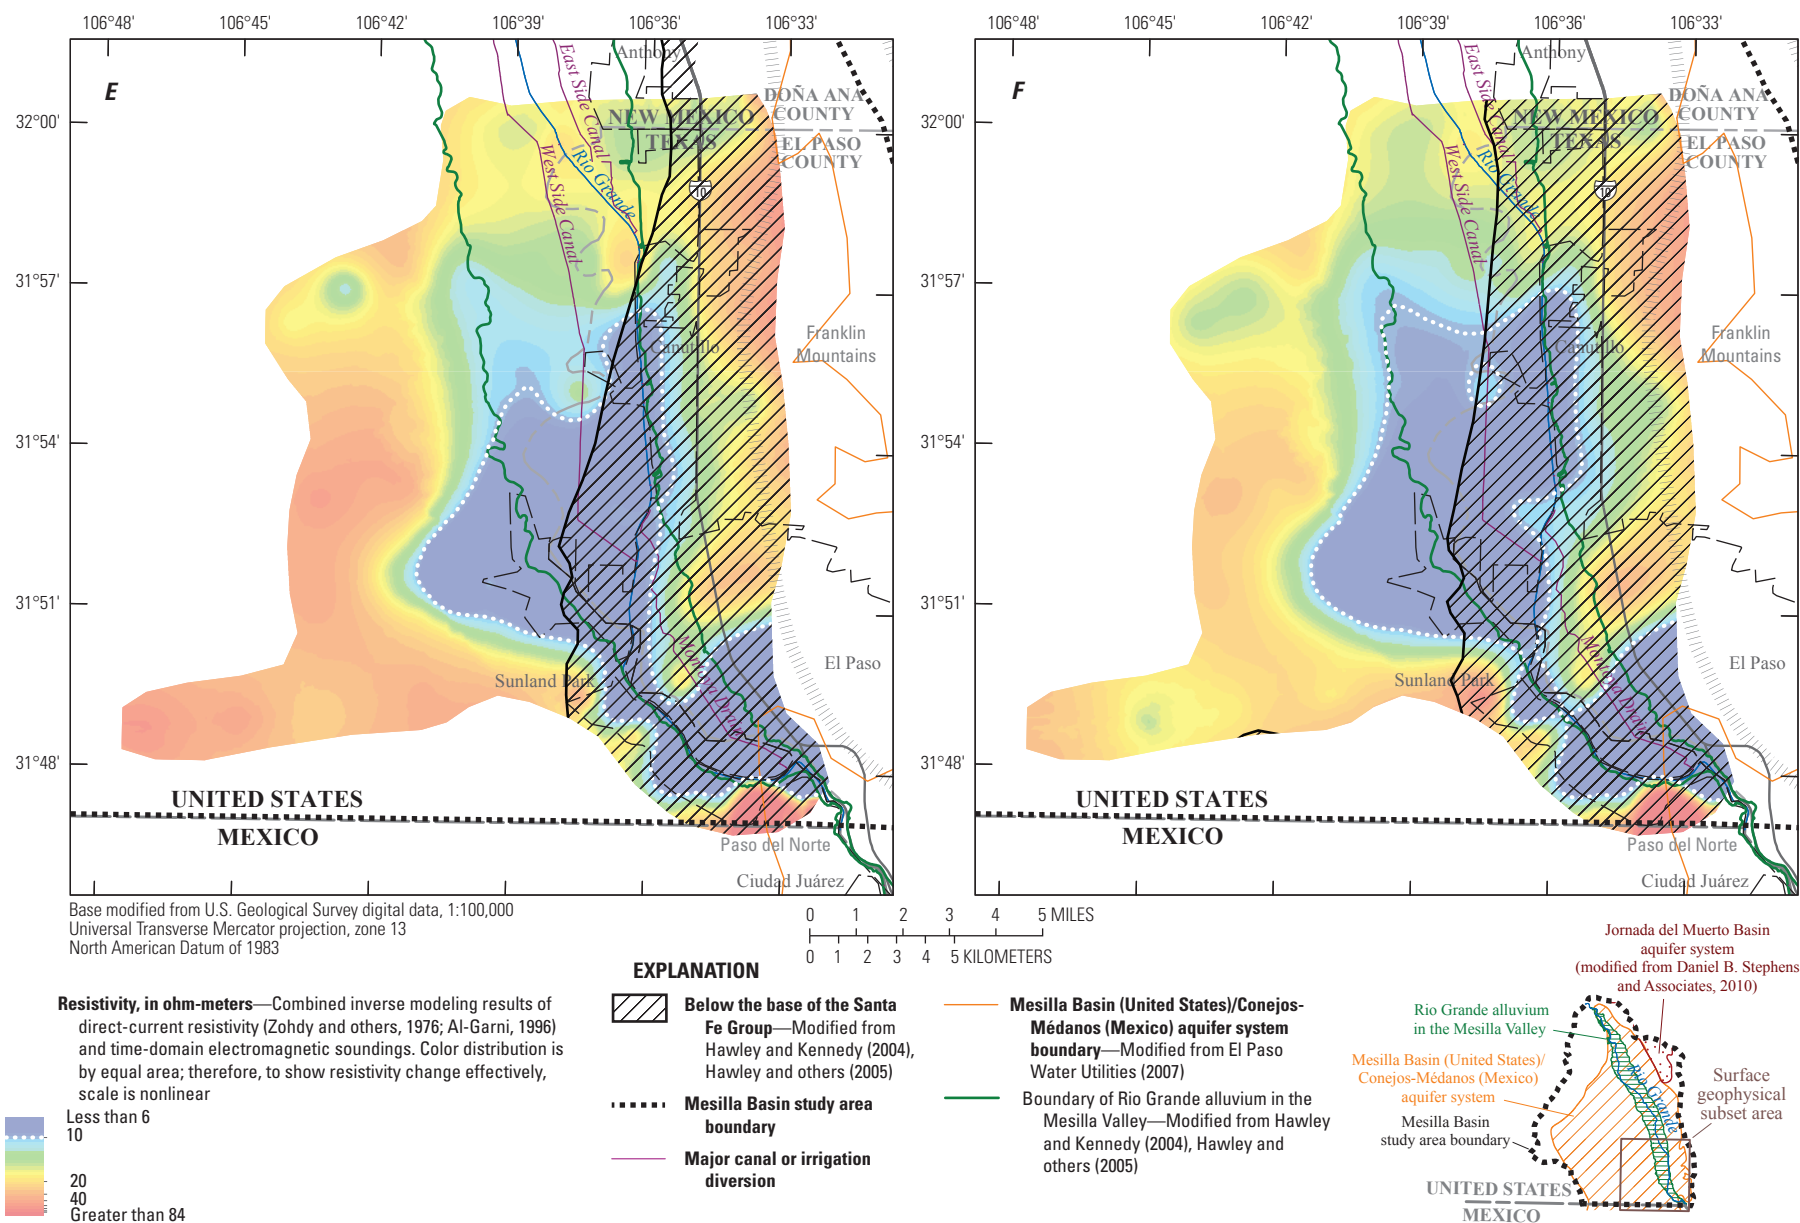 106°48'
106°45'
106°42'
106°39'
106°36'
106°33'
106°48'
106°45'
106°42'
106°39'
106°36'
106°33'
E
32°00'
31°57'
31°54'
31°51'
31°48'
Anthony
East Side Canal
West Side Canal
Rio Grande
DOÑA ANA
COUNTY
NEW MEXICO
TEXAS
EL PASO
COUNTY
10
Franklin
Mountains
Canutillo
El Paso
Sunland Park
Montoya Drain
UNITED STATES
MEXICO
Paso del Norte
Ciudad Juárez
F
32°00'
31°57'
31°54'
31°51'
31°48'
Anthony
East Side Canal
West Side Canal
Rio Grande
DOÑA ANA
COUNTY
NEW MEXICO
TEXAS
EL PASO
COUNTY
10
Franklin
Mountains
Canutillo
El Paso
Sunland Park
Montoya Drain
UNITED STATES
MEXICO
Paso del Norte
Ciudad Juárez
Base modified from U.S. Geological Survey digital data, 1:100,000
Universal Transverse Mercator projection, zone 13
North American Datum of 1983
0 1 2 3 4 5 MILES
0 1 2 3 4 5 KILOMETERS
EXPLANATION
Resistivity, in ohm-meters—Combined inverse modeling results of
direct-current resistivity (Zohdy and others, 1976; Al-Garni, 1996)
and time-domain electromagnetic soundings. Color distribution is
by equal area; therefore, to show resistivity change effectively,
scale is nonlinear
Less than 6
10
20
40
Greater than 84
Below the base of the Santa
Fe Group—Modified from
Hawley and Kennedy (2004),
Hawley and others (2005)
Mesilla Basin study area
boundary
Major canal or irrigation
diversion
Mesilla Basin (United States)/Conejos-
Médanos (Mexico) aquifer system
boundary—Modified from El Paso
Water Utilities (2007)
Boundary of Rio Grande alluvium in the
Mesilla Valley—Modified from Hawley
and Kennedy (2004), Hawley and
others (2005)
Jornada del Muerto Basin
aquifer system
(modified from Daniel B. Stephens
and Associates, 2010)
Rio Grande alluvium
in the Mesilla Valley
Mesilla Basin (United States)/
Conejos-Médanos (Mexico)
aquifer system
Mesilla Basin
study area boundary
Rio Grande
Surface
geophysical
subset area
UNITED STATES
MEXICO